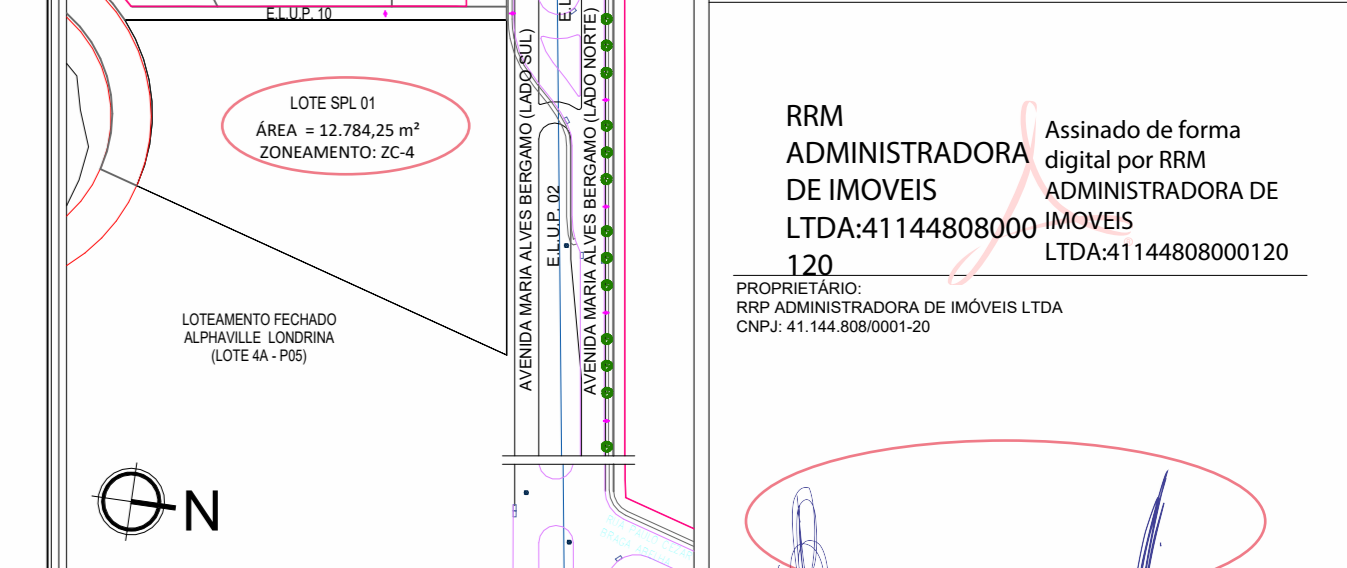 E.L.U.P. 10
LOTE SPL 01
ÁREA = 12.784,25 m²
ZONEAMENTO: ZC-4
LOTEAMENTO FECHADO
ALPHAVILLE LONDRINA
(LOTE 4A - P05)
N
AVENIDA MARIA ALVES BERGAMO (LADO SUL)
E.L.U.P. 02
AVENIDA MARIA ALVES BERGAMO (LADO NORTE)
RRM
ADMINISTRADORA
DE IMOVEIS
LTDA:41144808000
120
Assinado de forma
digital por RRM
ADMINISTRADORA DE
IMOVEIS
LTDA:41144808000120
PROPRIETÁRIO:
RRP ADMINISTRADORA DE IMÓVEIS LTDA
CNPJ: 41.144.808/0001-20